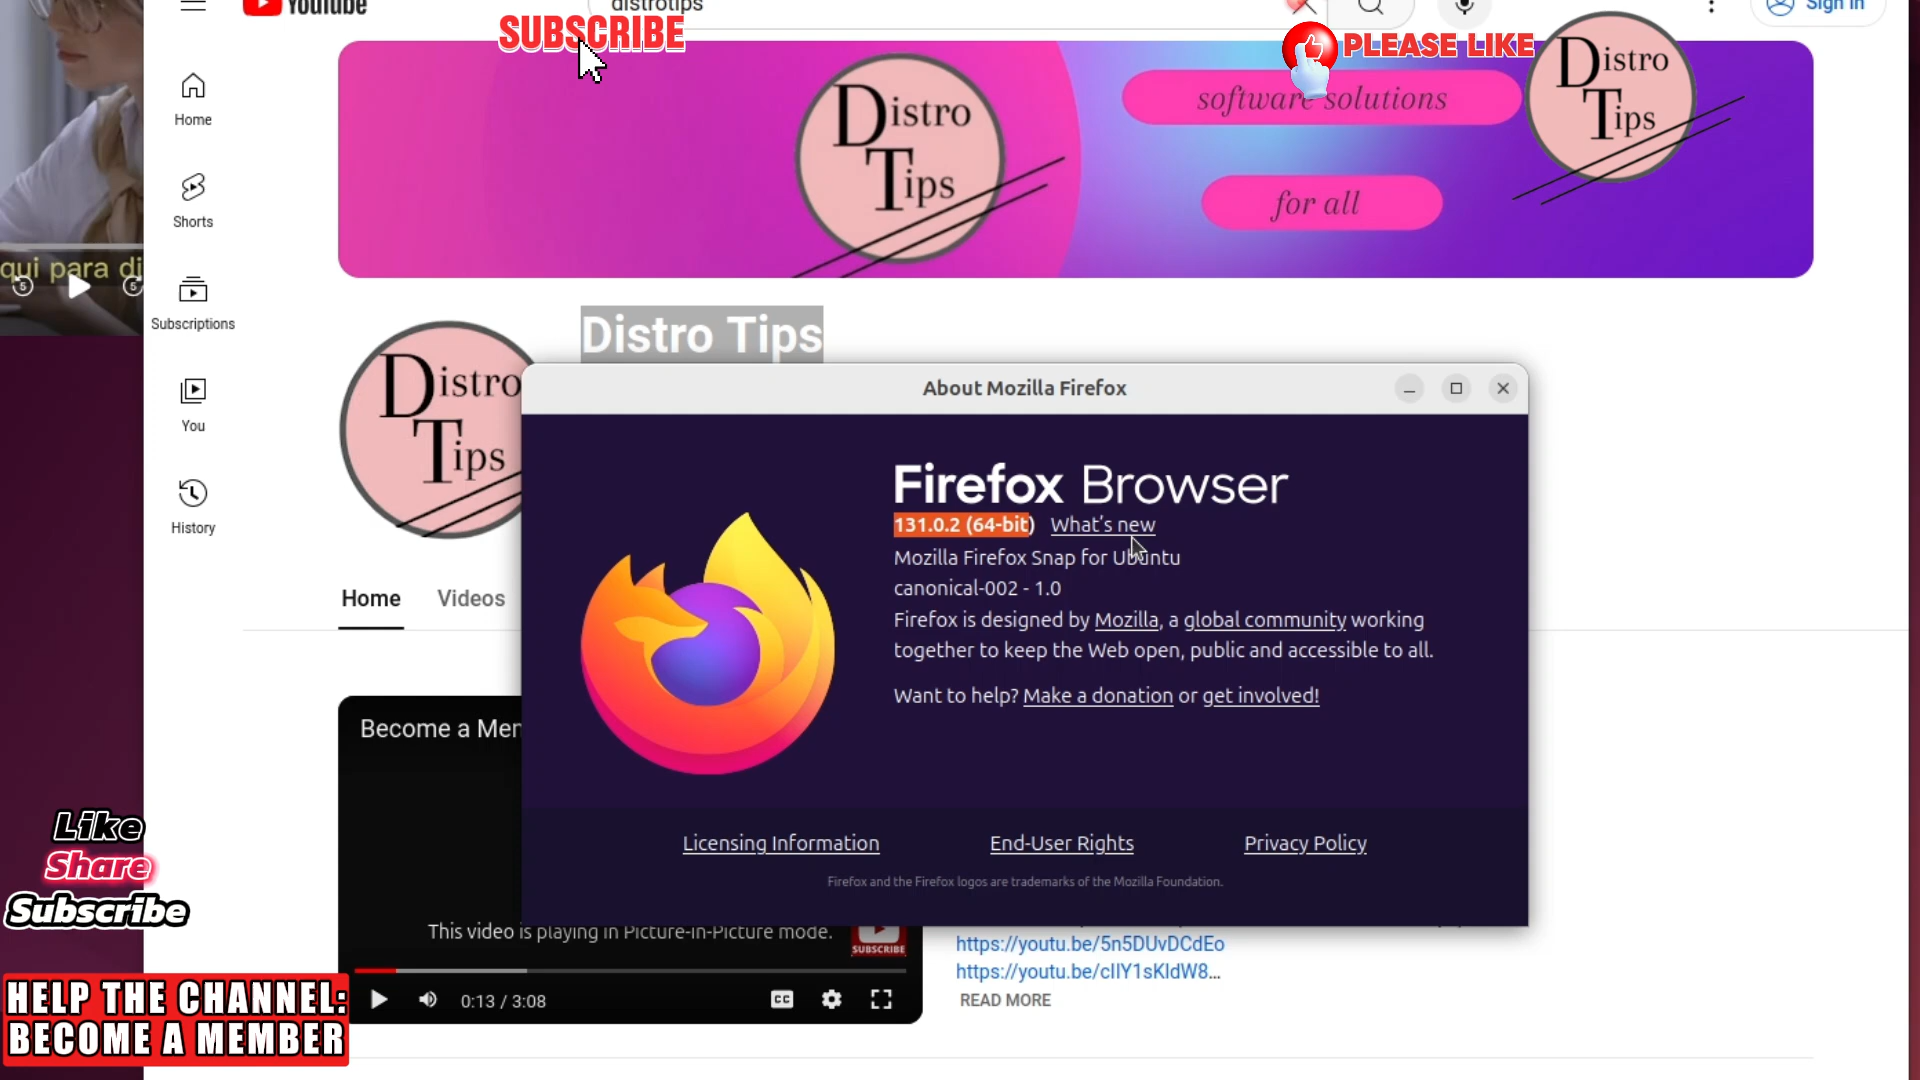 YouTube
distrotips
Sign in
SUBSCRIBE
PLEASE LIKE
Home
Shorts
Subscriptions
You
History
qui para di
5
5
Distro
Tips
software solutions
for all
Distro
Tips
Distro Tips
Distro
Tips
Home
Videos
About Mozilla Firefox
Firefox Browser
131.0.2 (64-bit) What's new
Mozilla Firefox Snap for Ubuntu
canonical-002 - 1.0
Firefox is designed by Mozilla, a global community working
together to keep the Web open, public and accessible to all.
Want to help? Make a donation or get involved!
Licensing Information
End-User Rights
Privacy Policy
Firefox and the Firefox logos are trademarks of the Mozilla Foundation.
Become a Mem
This video is playing in Picture-in-Picture mode.
SUBSCRIBE
0:13 / 3:08
CC
https://youtu.be/5n5DUvDCdEo
https://youtu.be/cIIY1sKIdW8...
READ MORE
Like
Share
Subscribe
HELP THE CHANNEL:
BECOME A MEMBER